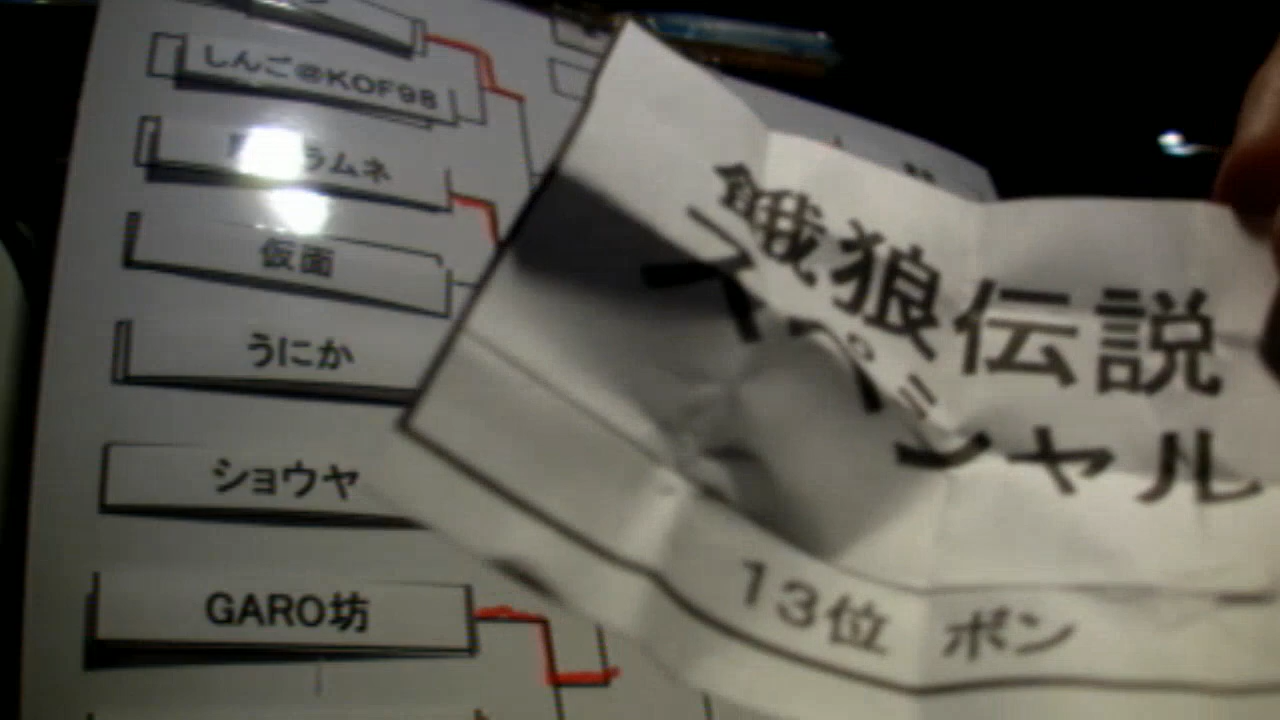 しんご@KOF98
ラムネ
仮面
うにか
ショウヤ
GARO坊
餓狼伝説
スペシャル
13位 ポン